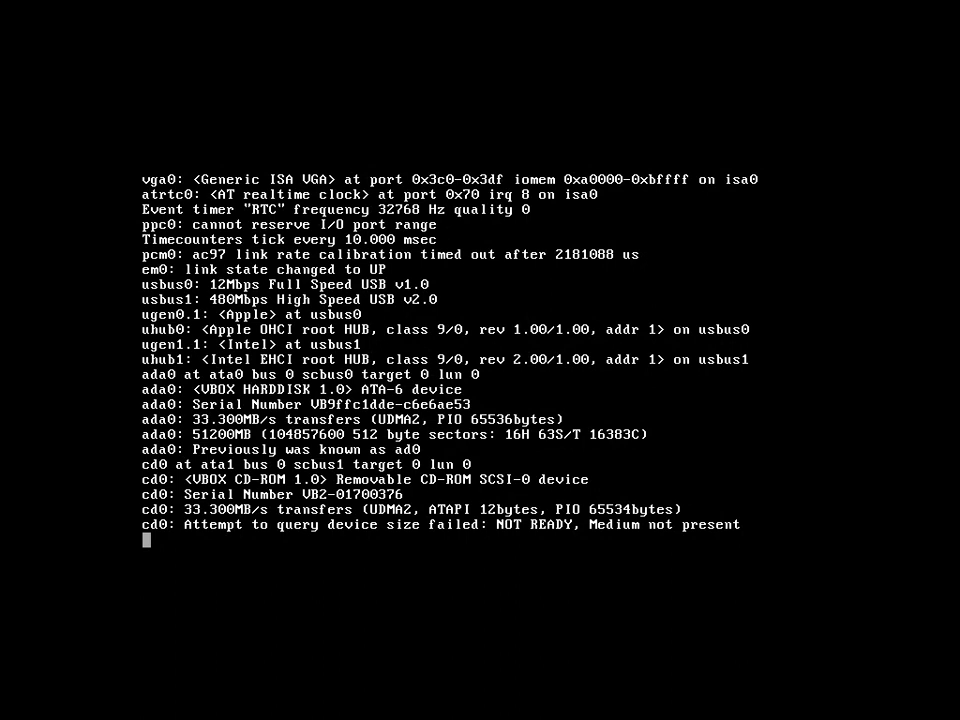 vga0: <Generic ISA VGA> at port 0x3c0-0x3df iomem 0xa0000-0xbffff on isa0
atrtc0: <AT realtime clock> at port 0x70 irq 8 on isa0
Event timer "RTC" frequency 32768 Hz quality 0
ppc0: cannot reserve I/O port range
Timecounters tick every 10.000 msec
pcm0: ac97 link rate calibration timed out after 2181088 us
em0: link state changed to UP
usbus0: 12Mbps Full Speed USB v1.0
usbus1: 480Mbps High Speed USB v2.0
ugen0.1: <Apple> at usbus0
uhub0: <Apple OHCI root HUB, class 9/0, rev 1.00/1.00, addr 1> on usbus0
ugen1.1: <Intel> at usbus1
uhub1: <Intel EHCI root HUB, class 9/0, rev 2.00/1.00, addr 1> on usbus1
ada0 at ata0 bus 0 scbus0 target 0 lun 0
ada0: <VBOX HARDDISK 1.0> ATA-6 device
ada0: Serial Number VB9ffc1dde-c6e6ae53
ada0: 33.300MB/s transfers (UDMA2, PIO 65536bytes)
ada0: 51200MB (104857600 512 byte sectors: 16H 63S/T 16383C)
ada0: Previously was known as ad0
cd0 at ata1 bus 0 scbus1 target 0 lun 0
cd0: <VBOX CD-ROM 1.0> Removable CD-ROM SCSI-0 device
cd0: Serial Number VB2-01700376
cd0: 33.300MB/s transfers (UDMA2, ATAPI 12bytes, PIO 65534bytes)
cd0: Attempt to query device size failed: NOT READY, Medium not present